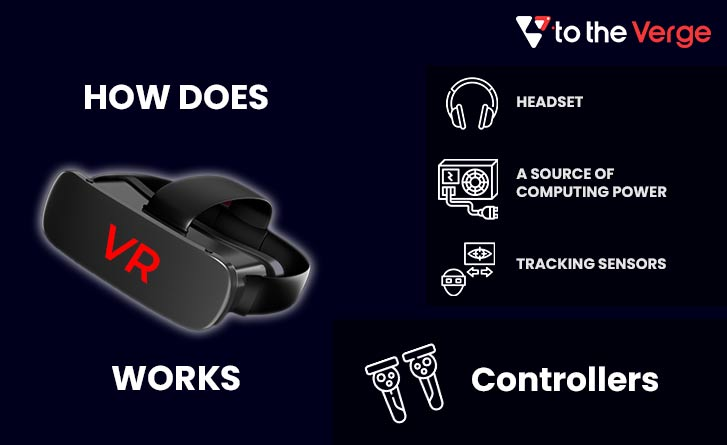 to the Verge
HOW DOES
VR
WORKS
HEADSET
A SOURCE OF
COMPUTING POWER
TRACKING SENSORS
Controllers